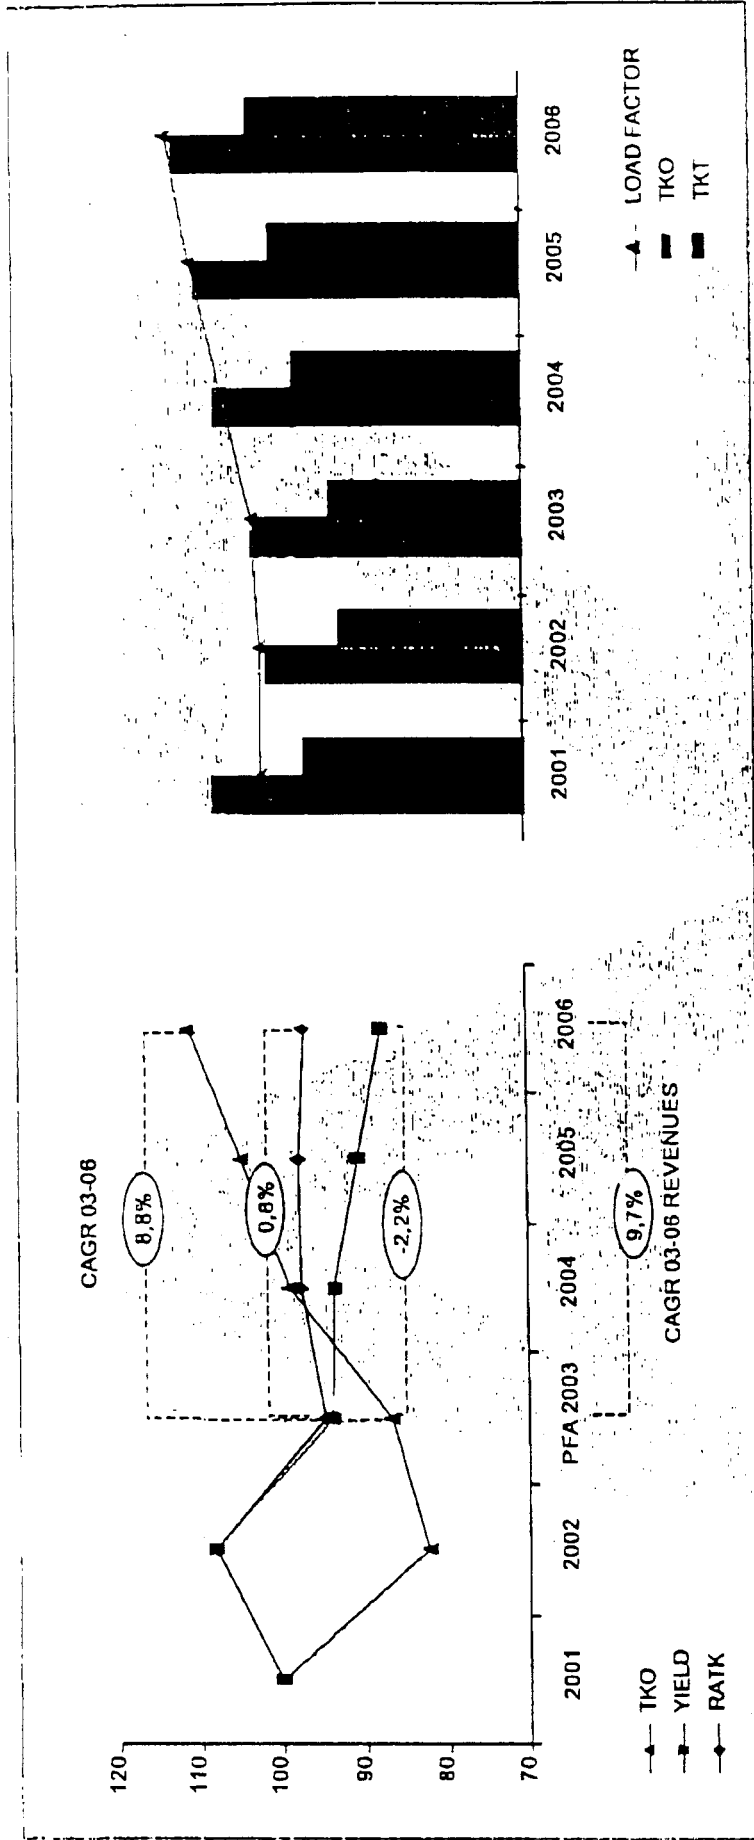 CAGR 03-06
120
110
100
90
80
70
8,8%
0,8%
-2,2%
9,7%
2001 2002 PFA 2003 2004 2005 2006
CAGR 03-06 REVENUES
TKO
YIELD
RATK
2001 2002 2003 2004 2005 2006
LOAD FACTOR
TKO
TKT